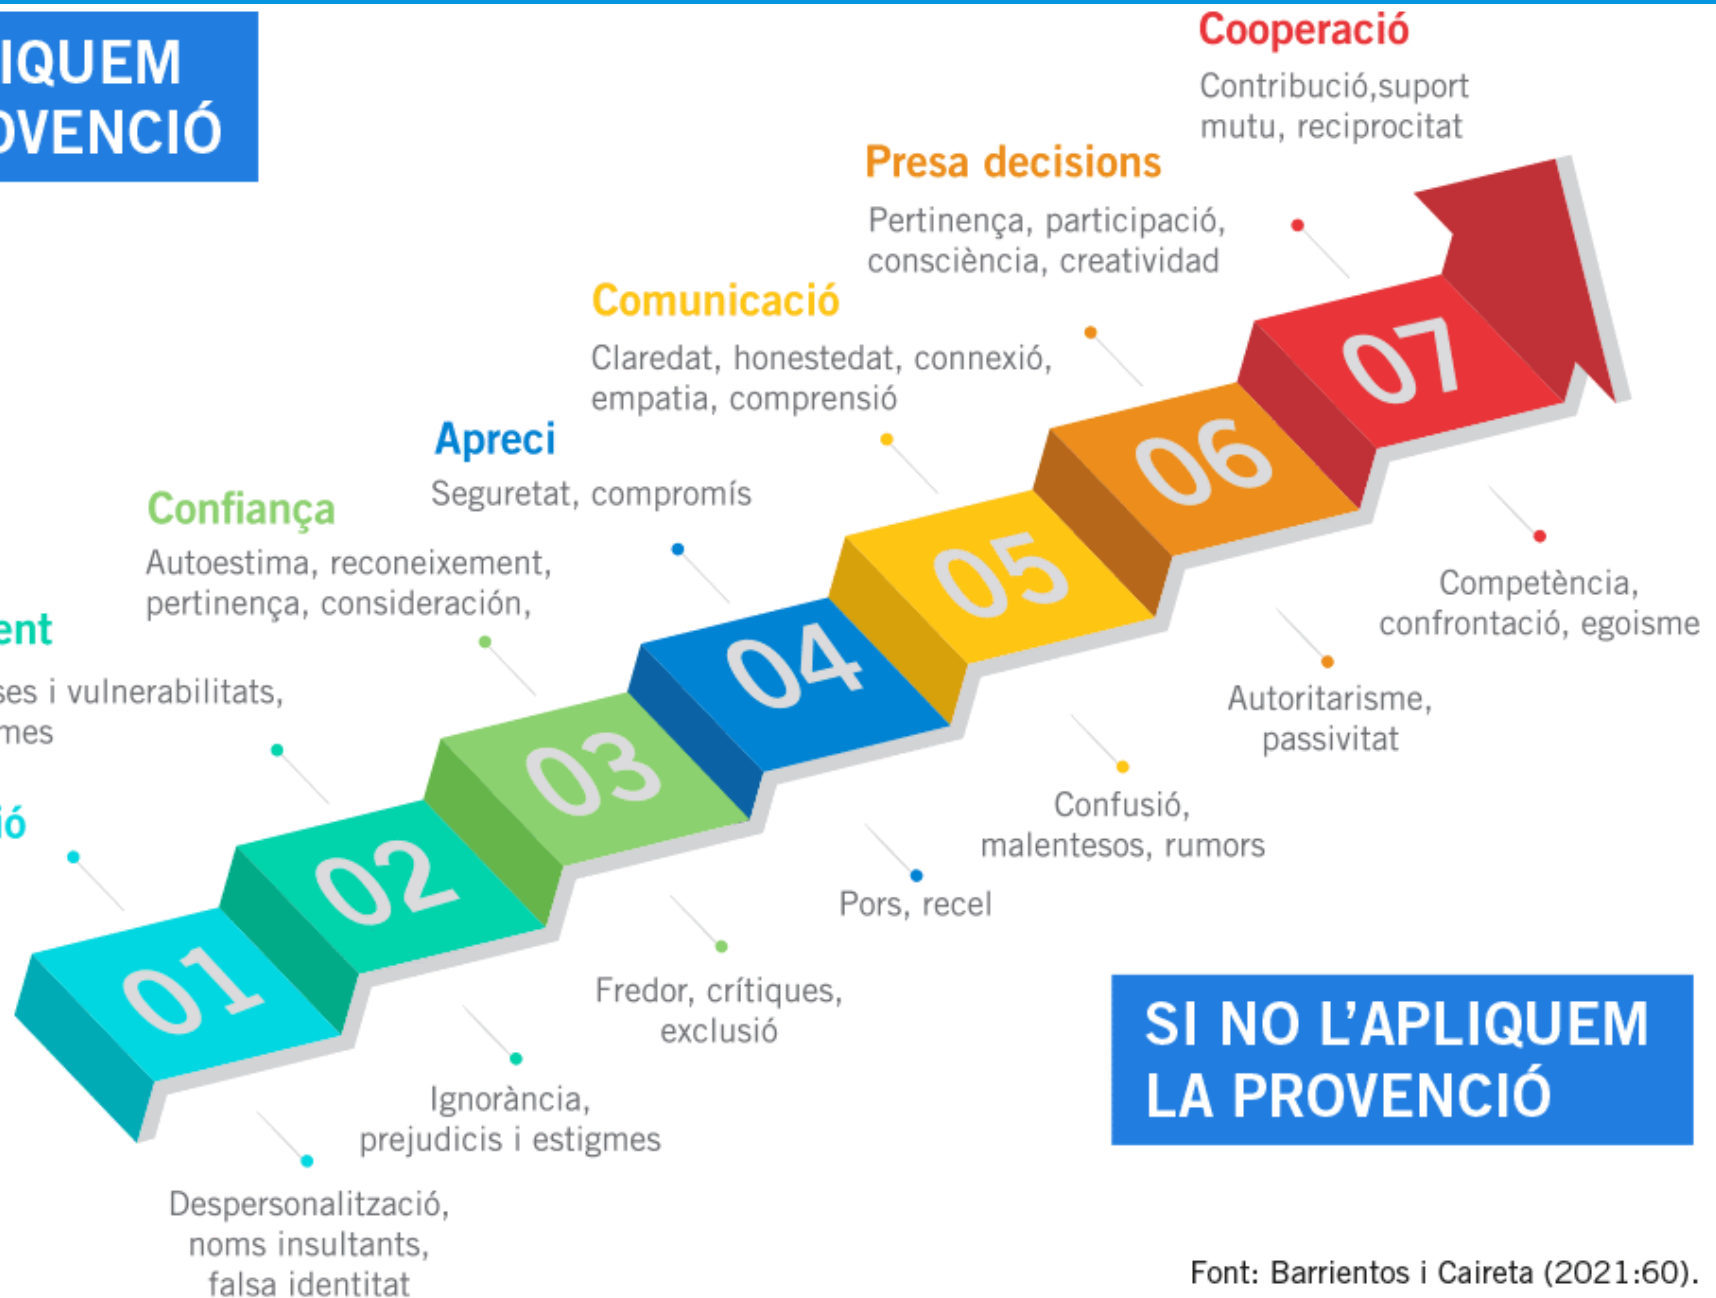 IQUEM
OVENCIÓ
Cooperació
Contribució,suport
mutu, reciprocitat
Presa decisions
Pertinença, participació,
consciència, creatividad
Comunicació
Claredat, honestedat, connexió,
empatia, comprensió
Apreci
Seguretat, compromís
Confiança
Autoestima, reconeixement,
pertinença, consideración,
ent
ses i vulnerabilitats,
mes
ió
07
06
05
04
03
02
01
Competència,
confrontació, egoisme
Autoritarisme,
passivitat
Confusió,
malentesos, rumors
Pors, recel
Fredor, crítiques,
exclusió
Ignorància,
prejudicis i estigmes
Despersonalització,
noms insultants,
falsa identitat
SI NO L'APLIQUEM
LA PROVENCIÓ
Font: Barrientos i Caireta (2021:60).